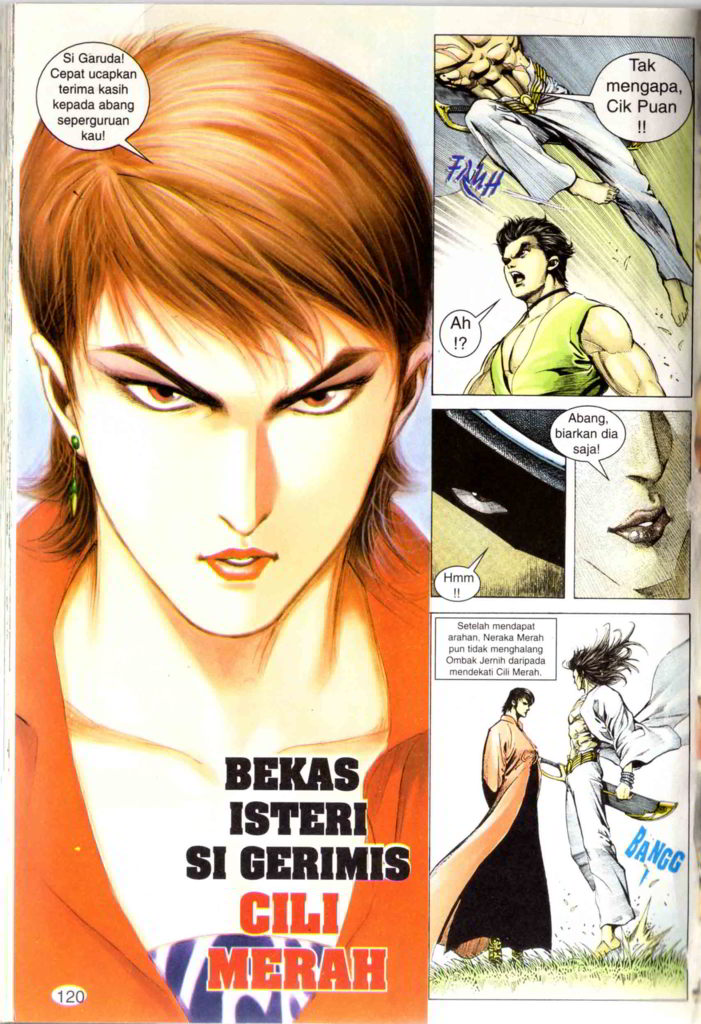 Si Garuda!
Cepat ucapkan
terima kasih
kepada abang
seperguruan
kau!
BEKAS
ISTERI
SI GERIMIS
CILI
MERAH
120
Tak
mengapa,
Cik Puan
!!
Ah
!?
Abang,
biarkan dia
saja!
Hmm
!!
Setelah mendapat
arahan, Neraka Merah
pun tidak menghalang
Ombak Jernih daripada
mendekati Cili Merah.
BANGG
!